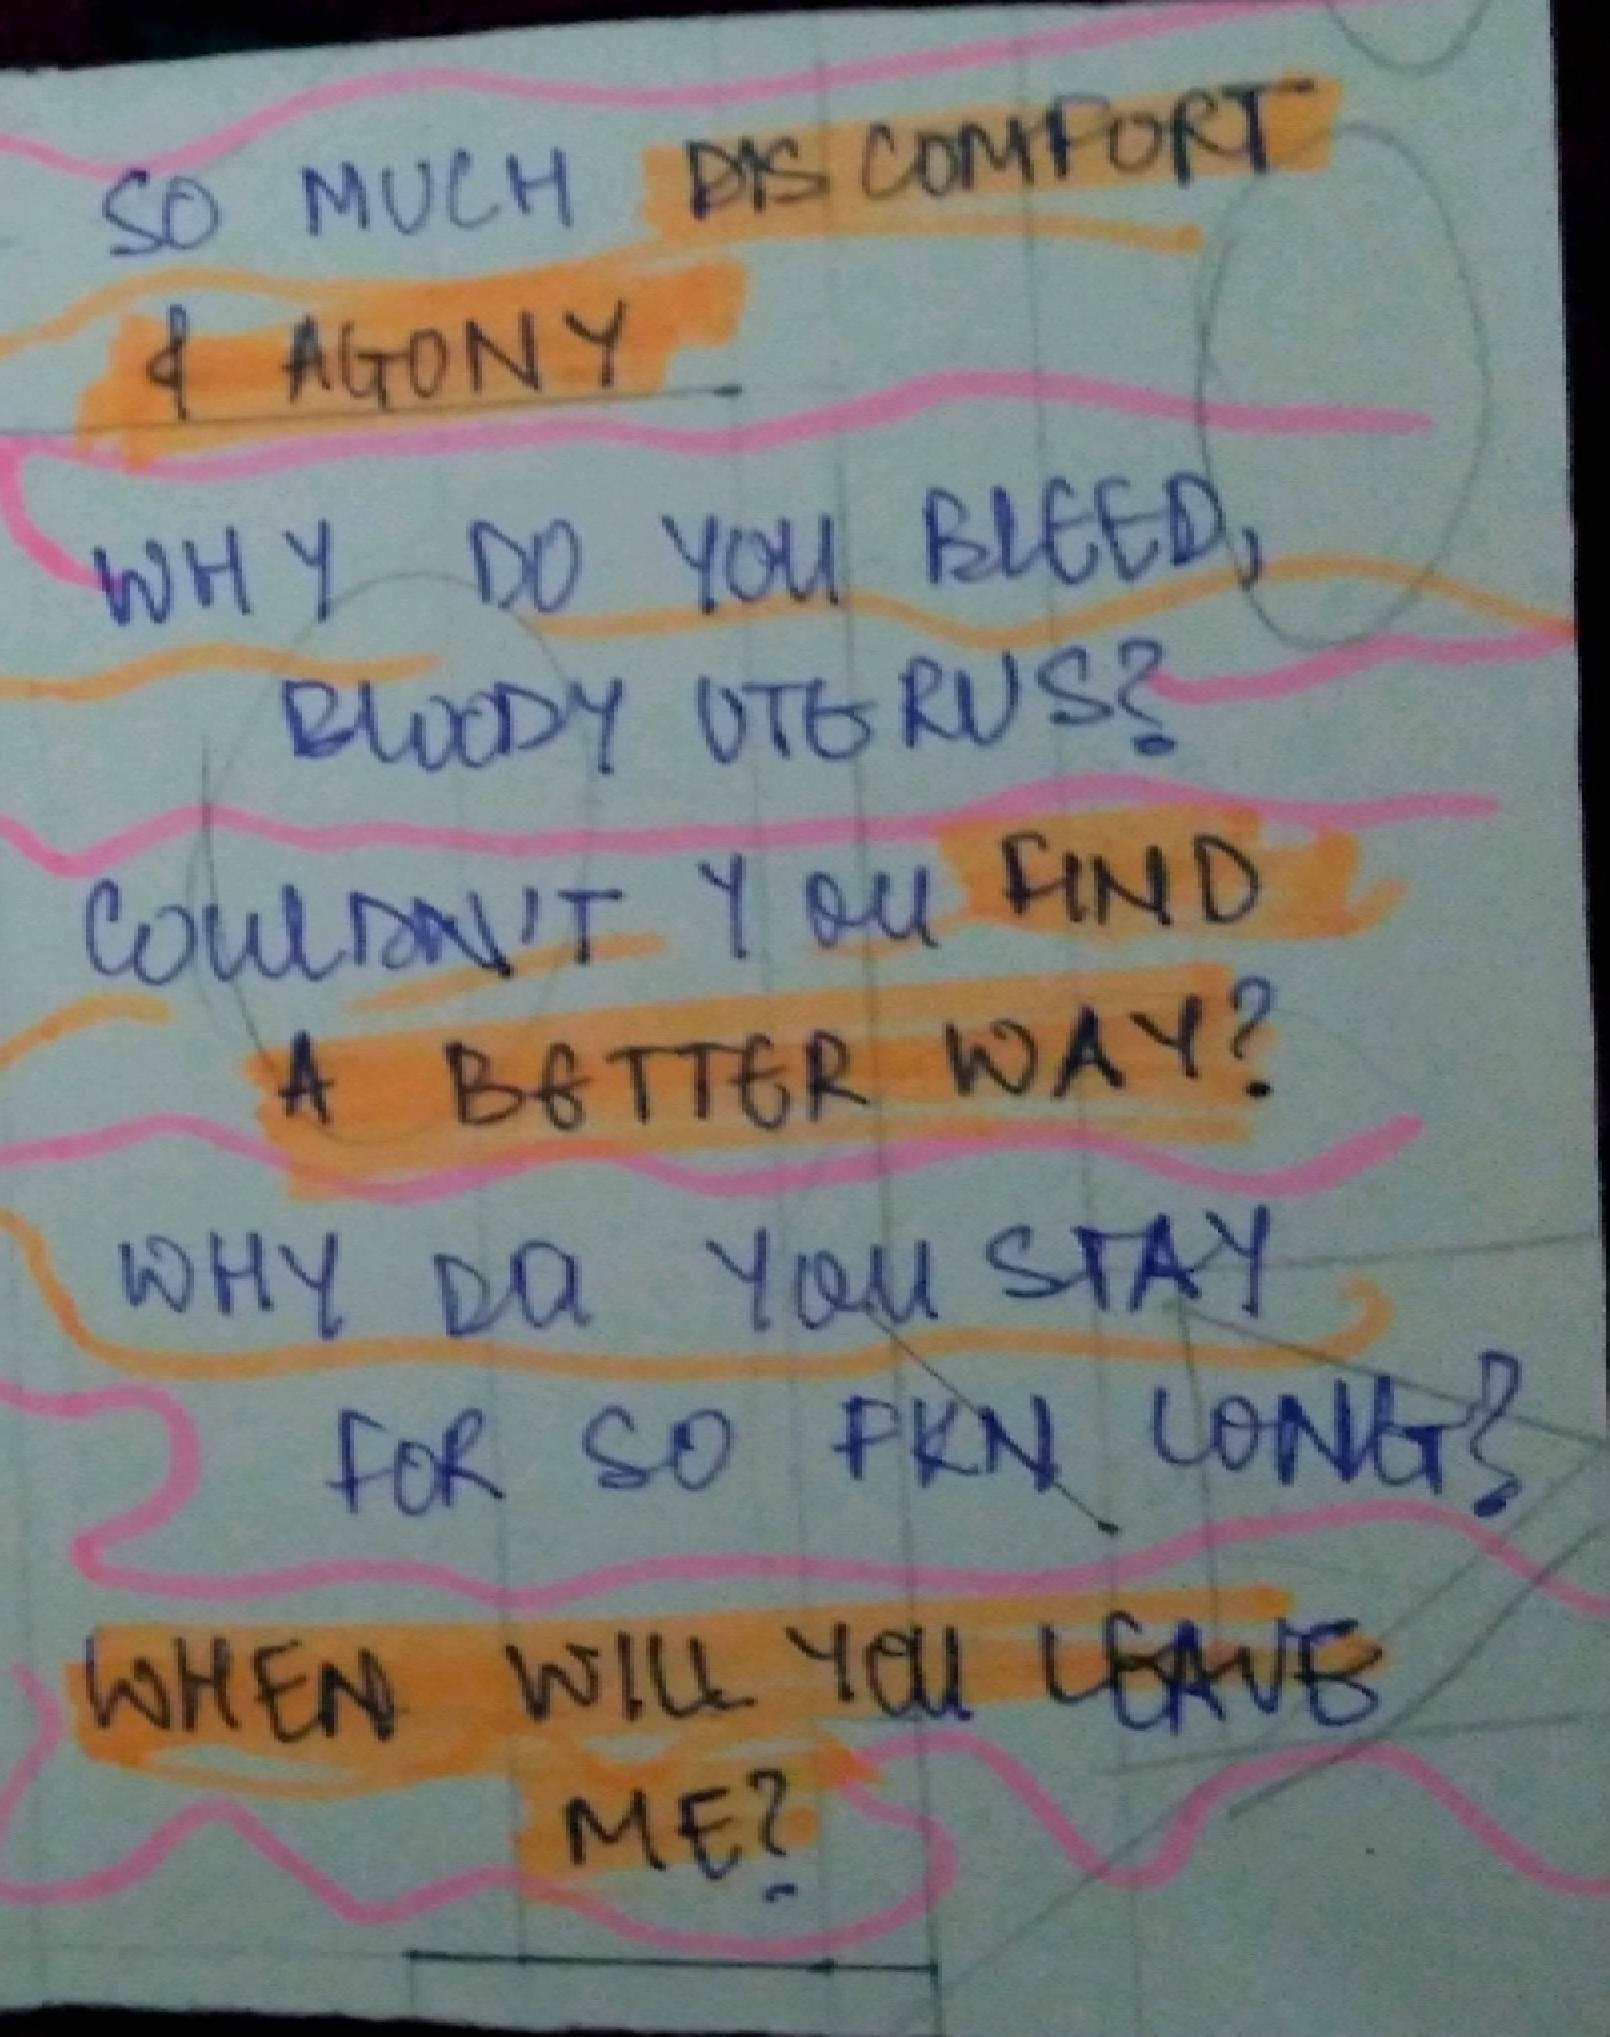 SO MUCH DISCOMFORT
& AGONY
WHY DO YOU BLEED,
BLOODY UTERUS?
COULDN'T YOU FIND
A BETTER WAY?
WHY DO YOU STAY
FOR SO FKN LONG?
WHEN WILL YOU LEAVE
ME?